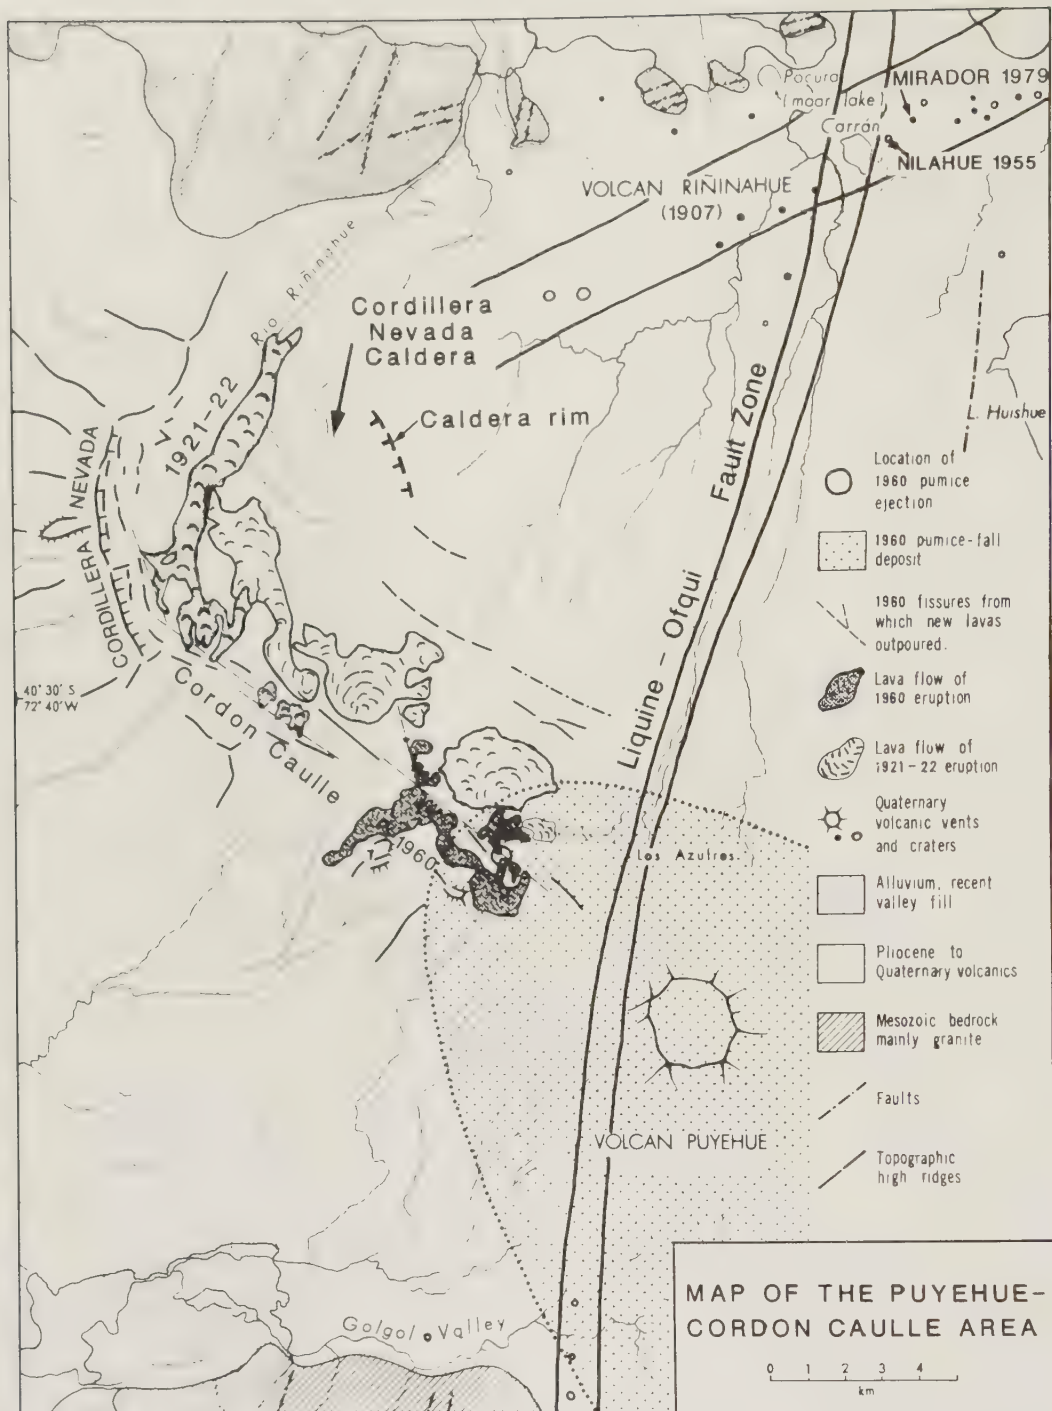 Pocura
(maar lake)
Carrán
MIRADOR 1979
NILAHUE 1955
VOLCAN RIÑINAHUE
(1907)
Rio Riñinahue
Cordillera
Nevada
Caldera
Caldera rim
1921-22
CORDILLERA NEVADA
L. Huishue
Liquine - Ofqui Fault Zone
40° 30' S
72° 40' W
Cordon Caulle
1960
Los Azufres
VOLCAN PUYEHUE
Golgol Valley
Location of
1960 pumice
ejection
1960 pumice-fall
deposit
1960 fissures from
which new lavas
outpoured.
Lava flow of
1960 eruption
Lava flow of
1921-22 eruption
Quaternary
volcanic vents
and craters
Alluvium, recent
valley fill
Pliocene to
Quaternary volcanics
Mesozoic bedrock
mainly granite
Faults
Topographic
high ridges
MAP OF THE PUYEHUE-
CORDON CAULLE AREA
0 1 2 3 4
km